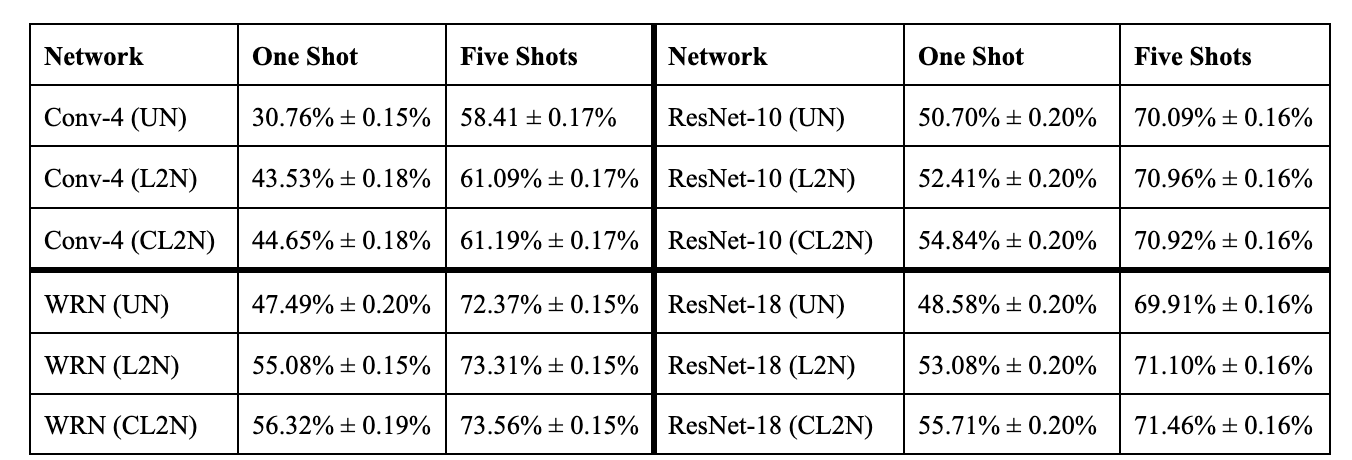 Network One Shot Five Shots Network One Shot Five Shots
Conv-4 (UN) 30.76% ± 0.15% 58.41 ± 0.17% ResNet-10 (UN) 50.70% ± 0.20% 70.09% ± 0.16%
Conv-4 (L2N) 43.53% ± 0.18% 61.09% ± 0.17% ResNet-10 (L2N) 52.41% ± 0.20% 70.96% ± 0.16%
Conv-4 (CL2N) 44.65% ± 0.18% 61.19% ± 0.17% ResNet-10 (CL2N) 54.84% ± 0.20% 70.92% ± 0.16%
WRN (UN) 47.49% ± 0.20% 72.37% ± 0.15% ResNet-18 (UN) 48.58% ± 0.20% 69.91% ± 0.16%
WRN (L2N) 55.08% ± 0.15% 73.31% ± 0.15% ResNet-18 (L2N) 53.08% ± 0.20% 71.10% ± 0.16%
WRN (CL2N) 56.32% ± 0.19% 73.56% ± 0.15% ResNet-18 (CL2N) 55.71% ± 0.20% 71.46% ± 0.16%